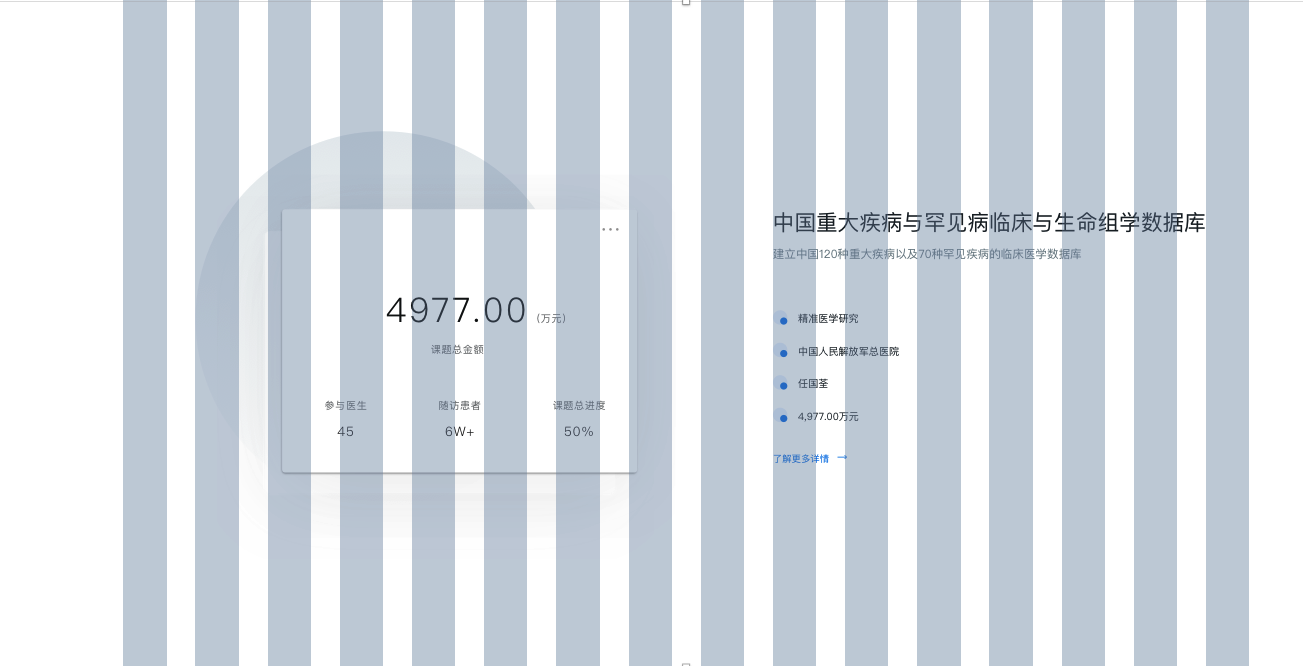 4977.00 (万元)
课题总金额
参与医生 随访患者 课题总进度
45 6W+ 50%
中国重大疾病与罕见病临床与生命组学数据库
建立中国120种重大疾病以及70种罕见疾病的临床医学数据库
精准医学研究
中国人民解放军总医院
任国荃
4,977.00万元
了解更多详情 →